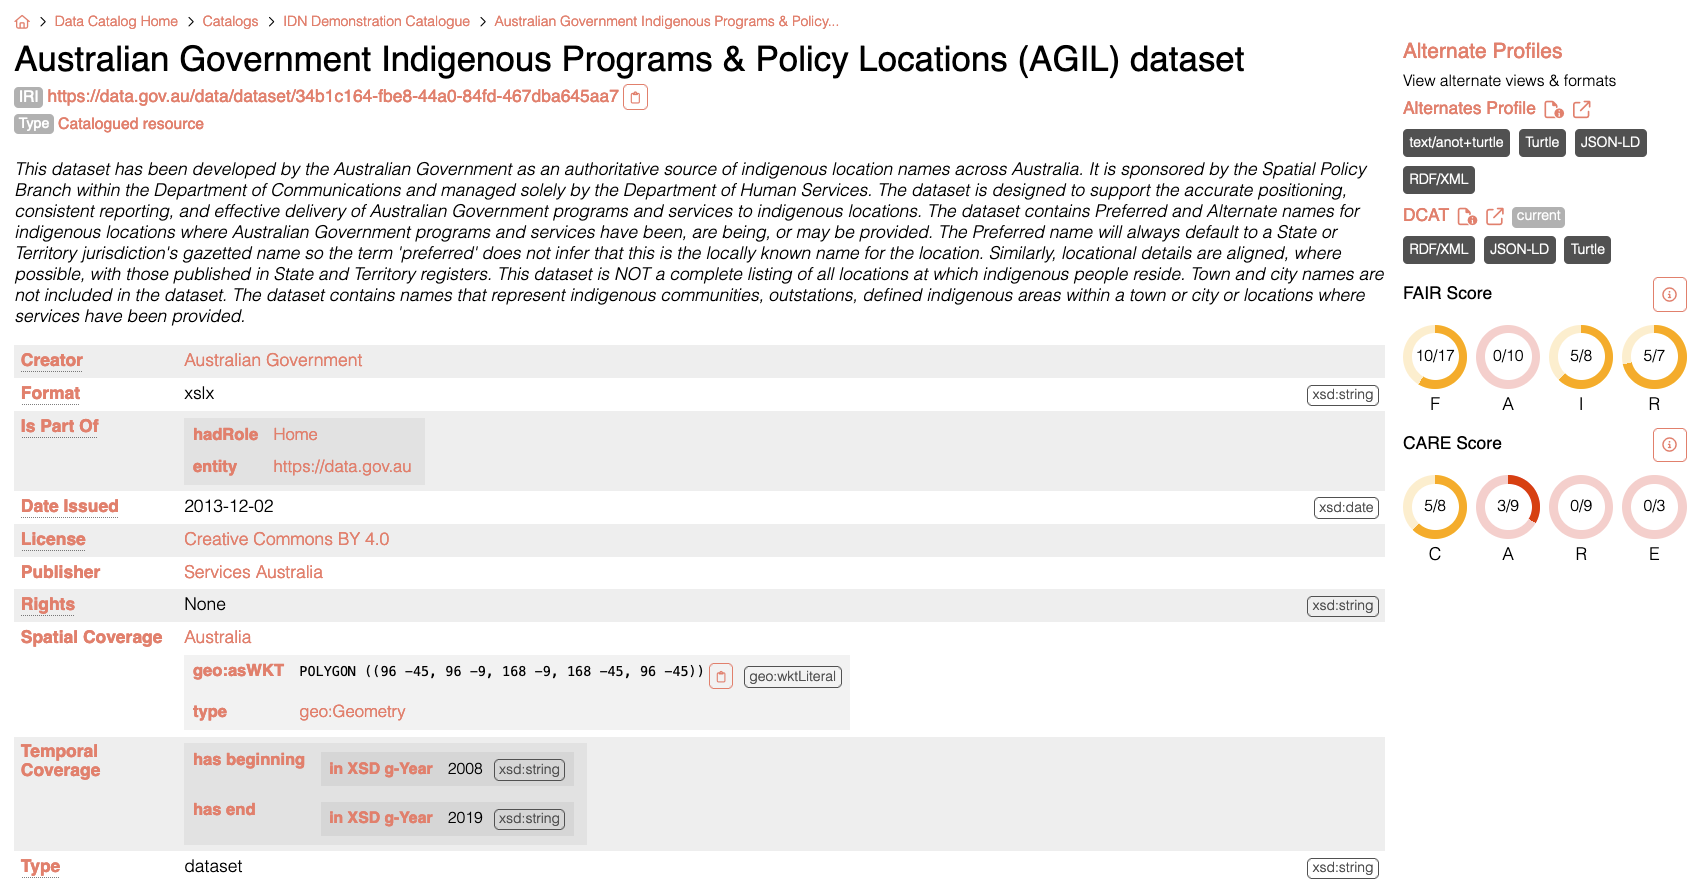 Data Catalog Home > Catalogs > IDN Demonstration Catalogue > Australian Government Indigenous Programs & Policy...
Australian Government Indigenous Programs & Policy Locations (AGIL) dataset
IRI https://data.gov.au/data/dataset/34b1c164-fbe8-44a0-84fd-467dba645aa7
Type Catalogued resource
This dataset has been developed by the Australian Government as an authoritative source of indigenous location names across Australia. It is sponsored by the Spatial Policy
Branch within the Department of Communications and managed solely by the Department of Human Services. The dataset is designed to support the accurate positioning,
consistent reporting, and effective delivery of Australian Government programs and services to indigenous locations. The dataset contains Preferred and Alternate names for
indigenous locations where Australian Government programs and services have been, are being, or may be provided. The Preferred name will always default to a State or
Territory jurisdiction's gazetted name so the term 'preferred' does not infer that this is the locally known name for the location. Similarly, locational details are aligned, where
possible, with those published in State and Territory registers. This dataset is NOT a complete listing of all locations at which indigenous people reside. Town and city names are
not included in the dataset. The dataset contains names that represent indigenous communities, outstations, defined indigenous areas within a town or city or locations where
services have been provided.
Creator Australian Government
Format xslx xsd:string
Is Part Of
hadRole Home
entity https://data.gov.au
Date Issued 2013-12-02 xsd:date
License Creative Commons BY 4.0
Publisher Services Australia
Rights None xsd:string
Spatial Coverage Australia
geo:asWKT POLYGON ((96 -45, 96 -9, 168 -9, 168 -45, 96 -45)) geo:wktLiteral
type geo:Geometry
Temporal
Coverage
has beginning in XSD g-Year 2008 xsd:string
has end in XSD g-Year 2019 xsd:string
Type dataset xsd:string
Alternate Profiles
View alternate views & formats
Alternates Profile
text/anot+turtle Turtle JSON-LD
RDF/XML
DCAT current
RDF/XML JSON-LD Turtle
FAIR Score
10/17 0/10 5/8 5/7
F A I R
CARE Score
5/8 3/9 0/9 0/3
C A R E